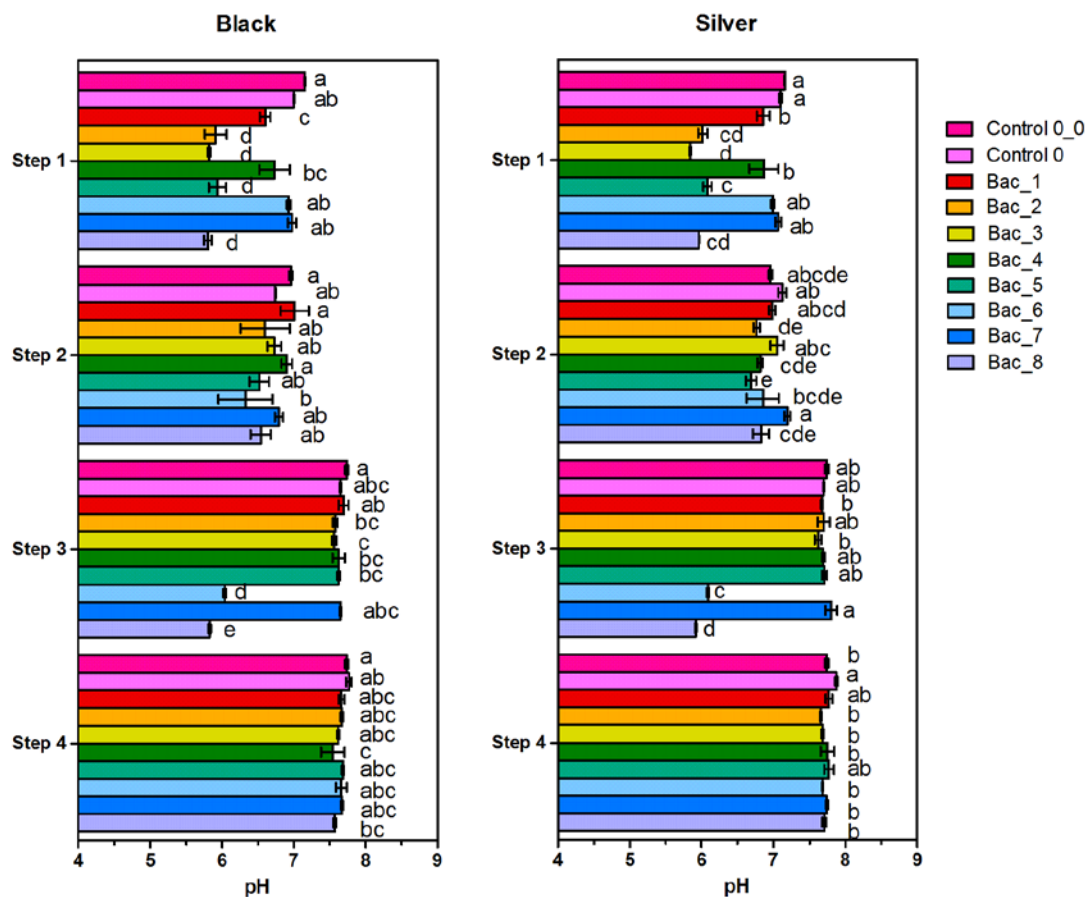 Black
Step 1
a
ab
c
d
d
bc
d
ab
ab
d
Step 2
a
ab
a
ab
ab
a
ab
b
ab
ab
Step 3
a
abc
ab
bc
c
bc
bc
d
abc
e
Step 4
a
ab
abc
abc
abc
c
abc
abc
abc
bc
4 5 6 7 8 9
pH
Silver
Step 1
a
a
b
cd
d
b
c
ab
ab
cd
Step 2
abcde
ab
abcd
de
abc
cde
e
bcde
a
cde
Step 3
ab
ab
b
ab
b
ab
ab
c
a
d
Step 4
b
a
ab
b
b
b
ab
b
b
b
4 5 6 7 8 9
pH
Control 0_0
Control 0
Bac_1
Bac_2
Bac_3
Bac_4
Bac_5
Bac_6
Bac_7
Bac_8